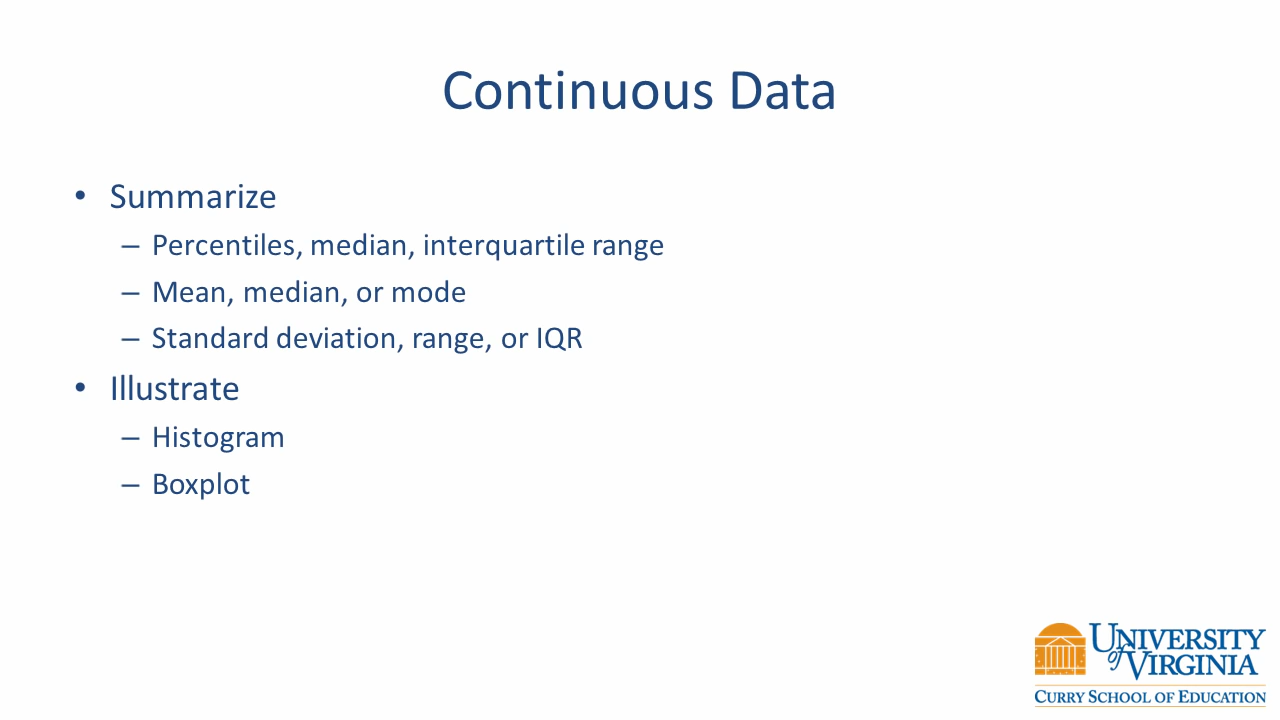 Continuous Data
• Summarize
– Percentiles, median, interquartile range
– Mean, median, or mode
– Standard deviation, range, or IQR
• Illustrate
– Histogram
– Boxplot
UNIVERSITY
of VIRGINIA
CURRY SCHOOL OF EDUCATION